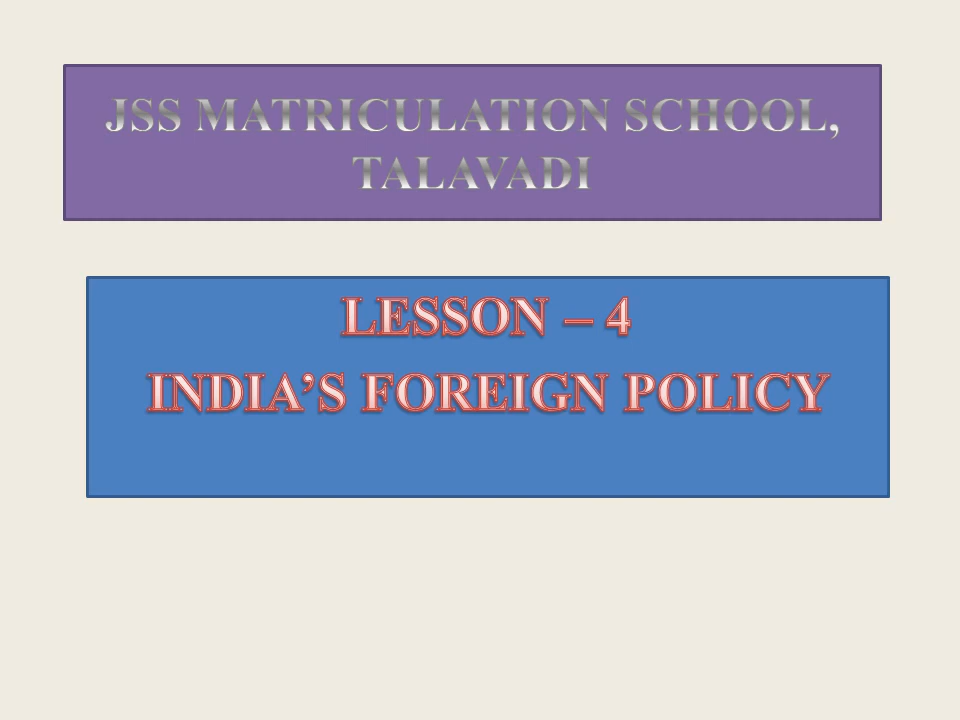 JSS MATRICULATION SCHOOL,
TALAVADI
LESSON – 4
INDIA’S FOREIGN POLICY